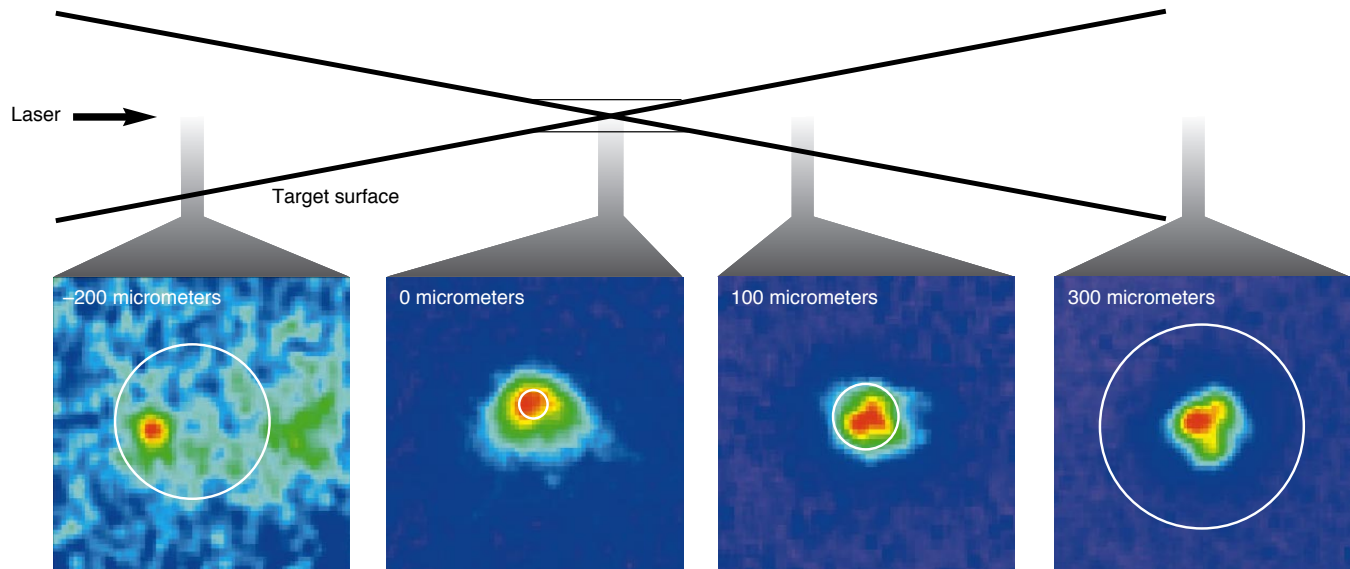 Laser
Target surface
–200 micrometers
0 micrometers
100 micrometers
300 micrometers